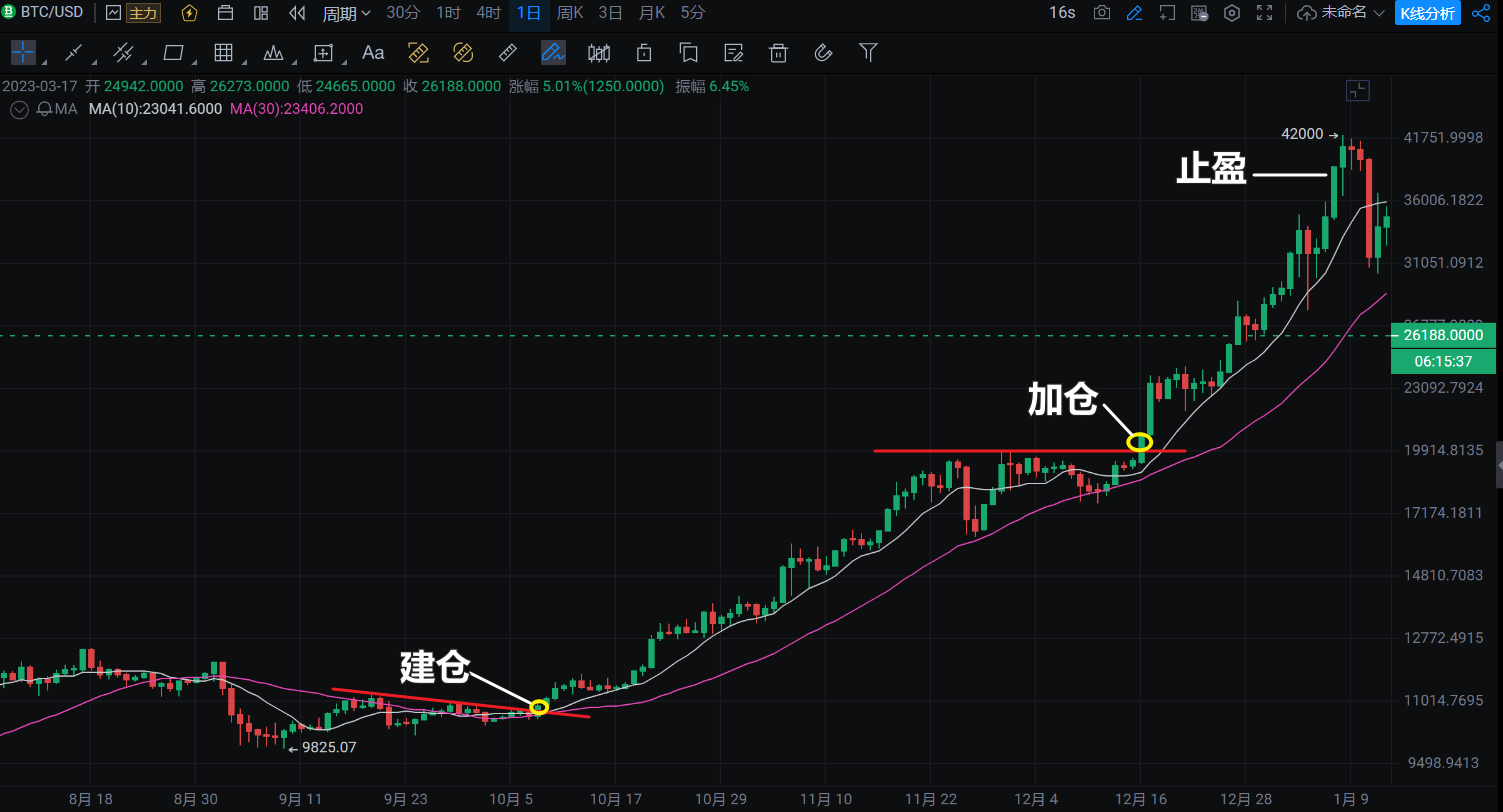 BTC/USD 主力 周期 30分 1时 4时 1日 周K 3日 月K 5分 16s 未命名 K线分析
Aa
2023-03-17 开 24942.0000 高 26273.0000 低 24665.0000 收 26188.0000 涨幅 5.01%(1250.0000) 振幅 6.45%
MA MA(10):23041.6000 MA(30):23406.2000
42000
41751.9998
止盈
36006.1822
31051.0912
26188.0000
06:15:37
加仓
23092.7924
19914.8135
17174.1811
14810.7083
12772.4915
建仓
11014.7695
9825.07
9498.9413
8月 18 8月 30 9月 11 9月 23 10月 5 10月 17 10月 29 11月 10 11月 22 12月 4 12月 16 12月 28 1月 9